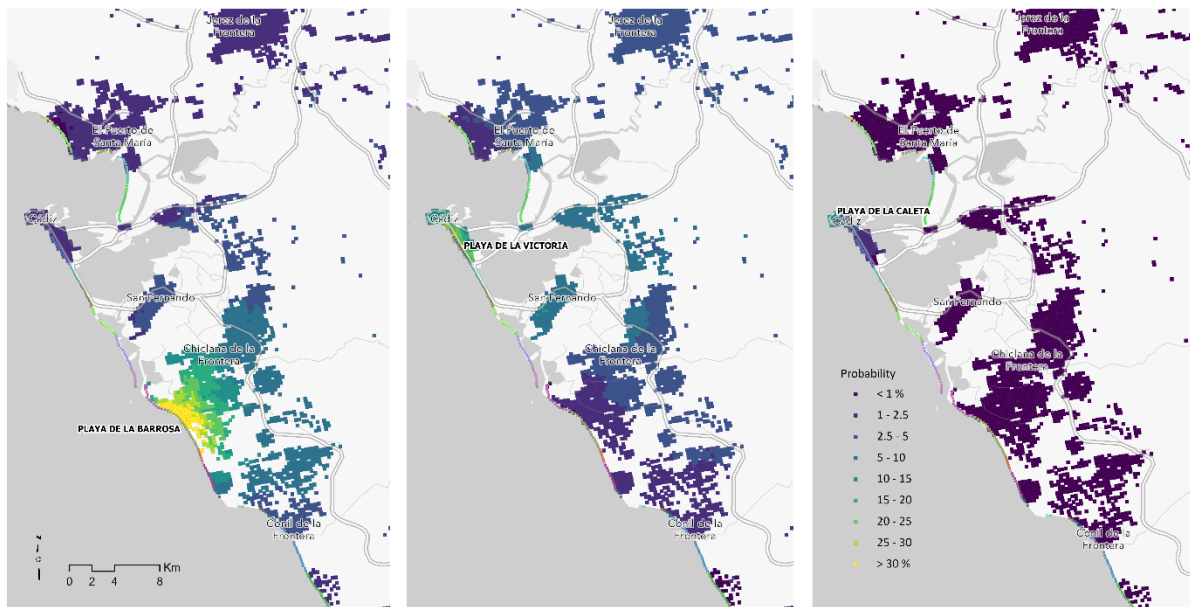 Jerez de la
Frontera
El Puerto de
Santa María
Cádiz
San Fernando
Chiclana de la
Frontera
PLAYA DE LA BARROSA
Conil de la
Frontera
0 2 4 8 Km
Jerez de la
Frontera
El Puerto de
Santa María
Cádiz
PLAYA DE LA VICTORIA
San Fernando
Chiclana de la
Frontera
Conil de la
Frontera
Jerez de la
Frontera
El Puerto de
Santa María
PLAYA DE LA CALETA
Cádiz
San Fernando
Chiclana de la
Frontera
Probability
< 1 %
1 - 2.5
2.5 - 5
5 - 10
10 - 15
15 - 20
20 - 25
25 - 30
> 30 %
Conil de la
Frontera